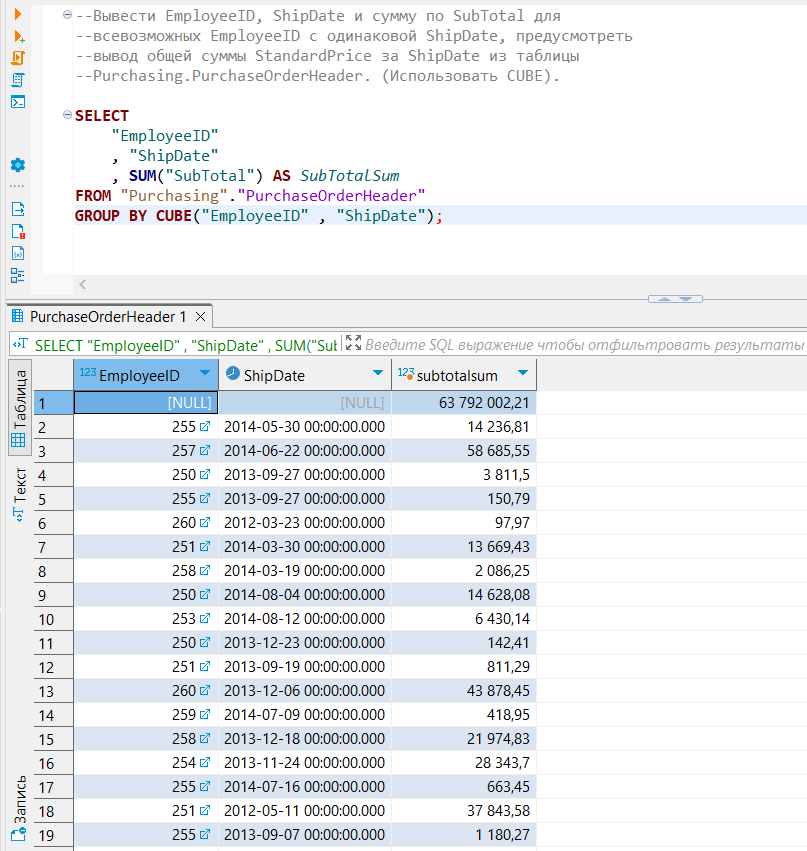 --Вывести EmployeeID, ShipDate и сумму по SubTotal для
--всевозможных EmployeeID с одинаковой ShipDate, предусмотреть
--вывод общей суммы StandardPrice за ShipDate из таблицы
--Purchasing.PurchaseOrderHeader. (Использовать CUBE).
SELECT
"EmployeeID"
, "ShipDate"
, SUM("SubTotal") AS SubTotalSum
FROM "Purchasing"."PurchaseOrderHeader"
GROUP BY CUBE("EmployeeID" , "ShipDate");
PurchaseOrderHeader 1
SELECT "EmployeeID" , "ShipDate" , SUM("Sub Введите SQL выражение чтобы отфильтровать результаты
Таблица
Текст
Запись
123 EmployeeID ShipDate 123 subtotalsum
1 [NULL] [NULL] 63 792 002,21
2 255 2014-05-30 00:00:00.000 14 236,81
3 257 2014-06-22 00:00:00.000 58 685,55
4 250 2013-09-27 00:00:00.000 3 811,5
5 255 2013-09-27 00:00:00.000 150,79
6 260 2012-03-23 00:00:00.000 97,97
7 251 2014-03-30 00:00:00.000 13 669,43
8 258 2014-03-19 00:00:00.000 2 086,25
9 250 2014-08-04 00:00:00.000 14 628,08
10 253 2014-08-12 00:00:00.000 6 430,14
11 250 2013-12-23 00:00:00.000 142,41
12 251 2013-09-19 00:00:00.000 811,29
13 260 2013-12-06 00:00:00.000 43 878,45
14 259 2014-07-09 00:00:00.000 418,95
15 258 2013-12-18 00:00:00.000 21 974,83
16 254 2013-11-24 00:00:00.000 28 343,7
17 255 2014-07-16 00:00:00.000 663,45
18 251 2012-05-11 00:00:00.000 37 843,58
19 255 2013-09-07 00:00:00.000 1 180,27